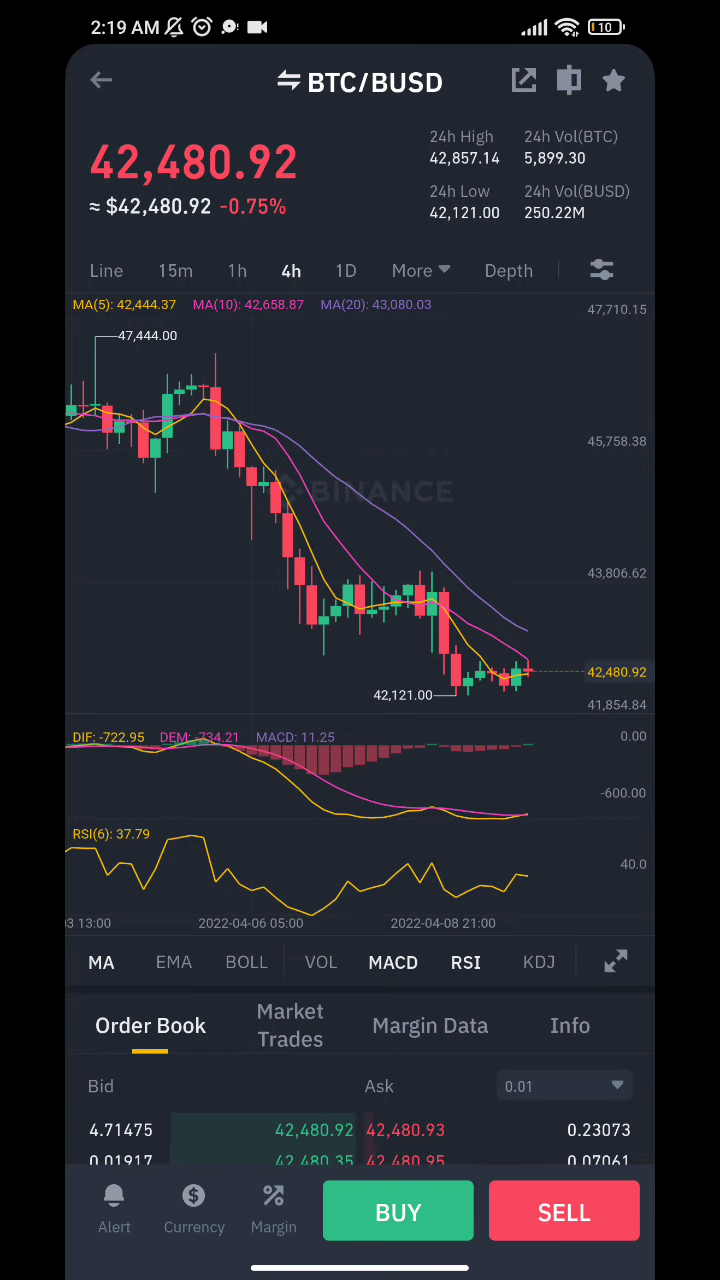 2:19 AM 10
BTC/BUSD
42,480.92
≈ $42,480.92 -0.75%
24h High 24h Vol(BTC)
42,857.14 5,899.30
24h Low 24h Vol(BUSD)
42,121.00 250.22M
Line 15m 1h 4h 1D More Depth
MA(5): 42,444.37 MA(10): 42,658.87 MA(20): 43,080.03
47,710.15
47,444.00
45,758.38
BINANCE
43,806.62
42,480.92
42,121.00
41,854.84
DIF: -722.95 DEM: -734.21 MACD: 11.25 0.00
-600.00
RSI(6): 37.79
40.0
03 13:00 2022-04-06 05:00 2022-04-08 21:00
MA EMA BOLL VOL MACD RSI KDJ
Order Book Market Trades Margin Data Info
Bid Ask 0.01
4.71475 42,480.92 42,480.93 0.23073
0.01917 42,480.35 42,480.95 0.07061
Alert Currency Margin BUY SELL